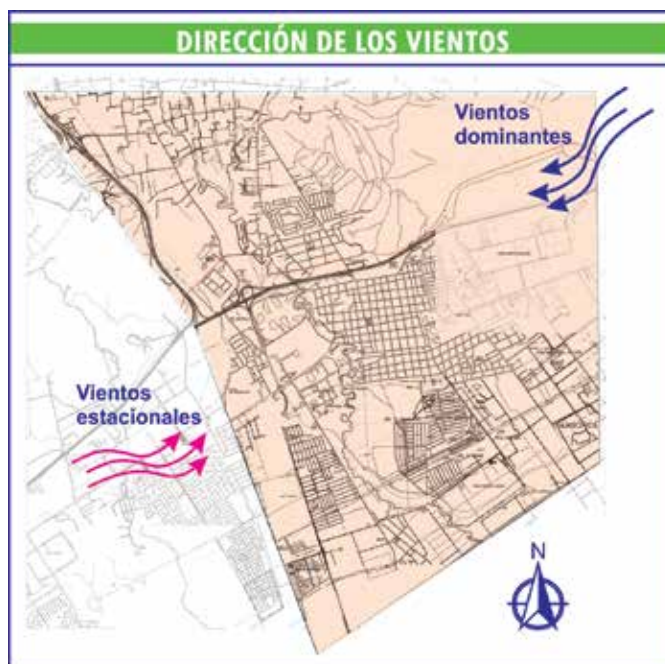 DIRECCIÓN DE LOS VIENTOS
Vientos
dominantes
Vientos
estacionales
N